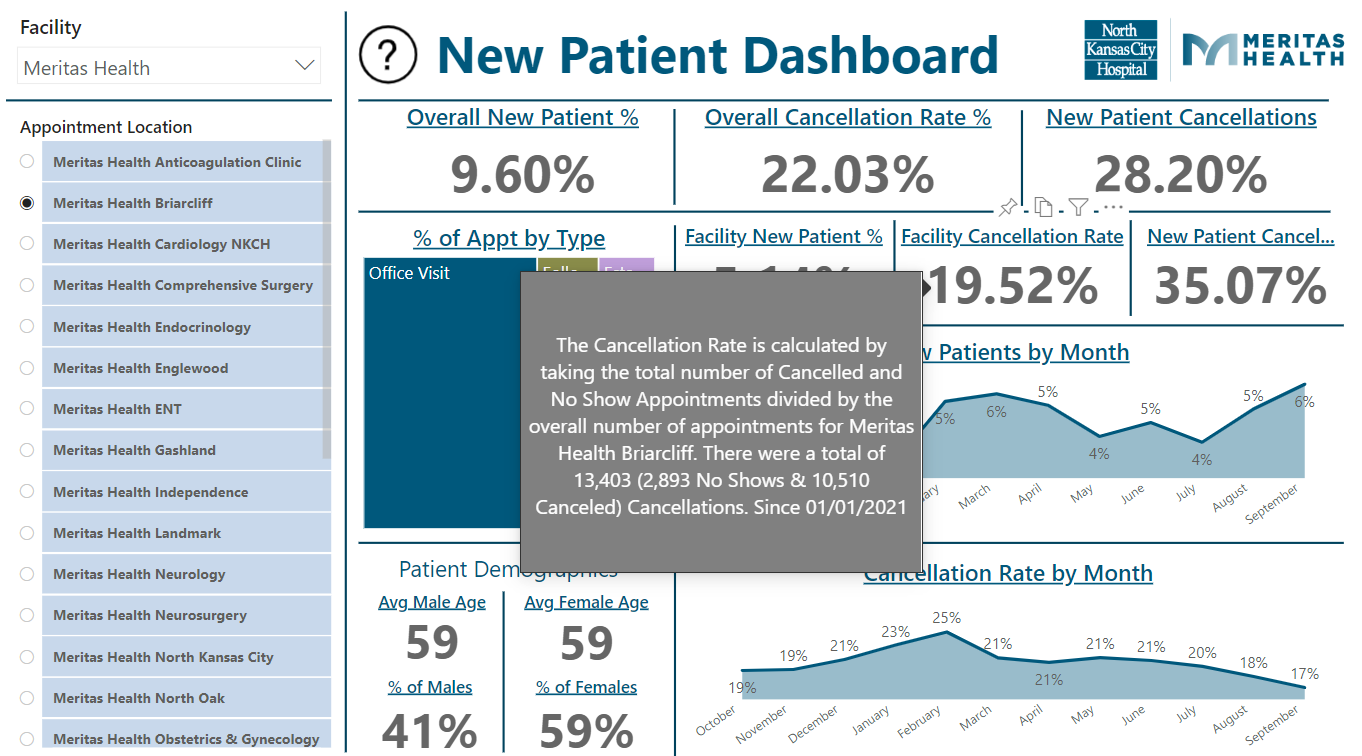 Facility
Meritas Health
Appointment Location
Meritas Health Anticoagulation Clinic
Meritas Health Briarcliff
Meritas Health Cardiology NKCH
Meritas Health Comprehensive Surgery
Meritas Health Endocrinology
Meritas Health Englewood
Meritas Health ENT
Meritas Health Gashland
Meritas Health Independence
Meritas Health Landmark
Meritas Health Neurology
Meritas Health Neurosurgery
Meritas Health North Kansas City
Meritas Health North Oak
Meritas Health Obstetrics & Gynecology
?
New Patient Dashboard
North
KansasCity
Hospital
MERITAS
HEALTH
Overall New Patient %
9.60%
Overall Cancellation Rate %
22.03%
New Patient Cancellations
28.20%
% of Appt by Type
Office Visit
Facility New Patient %
Facility Cancellation Rate
19.52%
New Patient Cancel...
35.07%
The Cancellation Rate is calculated by
taking the total number of Cancelled and
No Show Appointments divided by the
overall number of appointments for Meritas
Health Briarcliff. There were a total of
13,403 (2,893 No Shows & 10,510
Canceled) Cancellations. Since 01/01/2021
Patients by Month
5%
6%
5%
4%
5%
4%
5%
6%
March
April
May
June
July
August
September
Patient Demographics
Avg Male Age
59
Avg Female Age
59
% of Males
41%
% of Females
59%
Cancellation Rate by Month
19%
19%
21%
23%
25%
21%
21%
21%
21%
20%
18%
17%
October
November
December
January
February
March
April
May
June
July
August
September